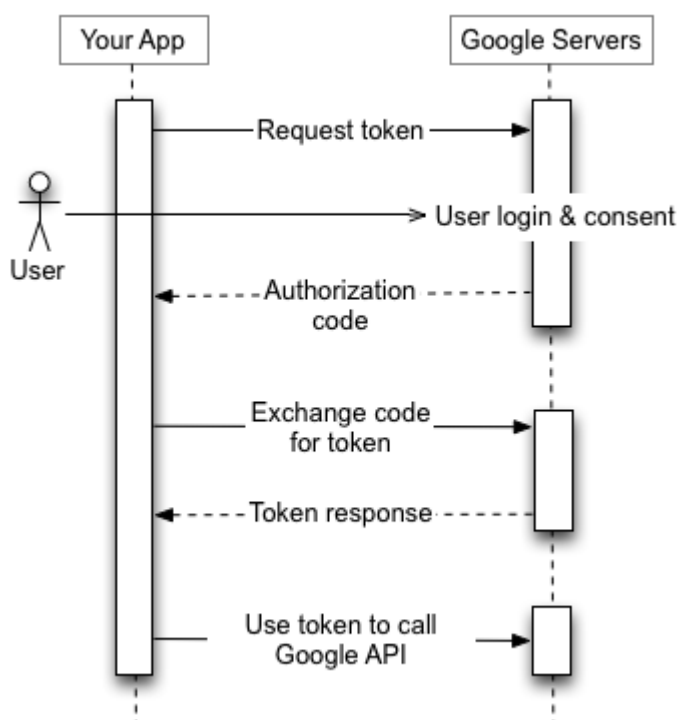 Your App
Google Servers
Request token
User login & consent
User
Authorization
code
Exchange code
for token
Token response
Use token to call
Google API